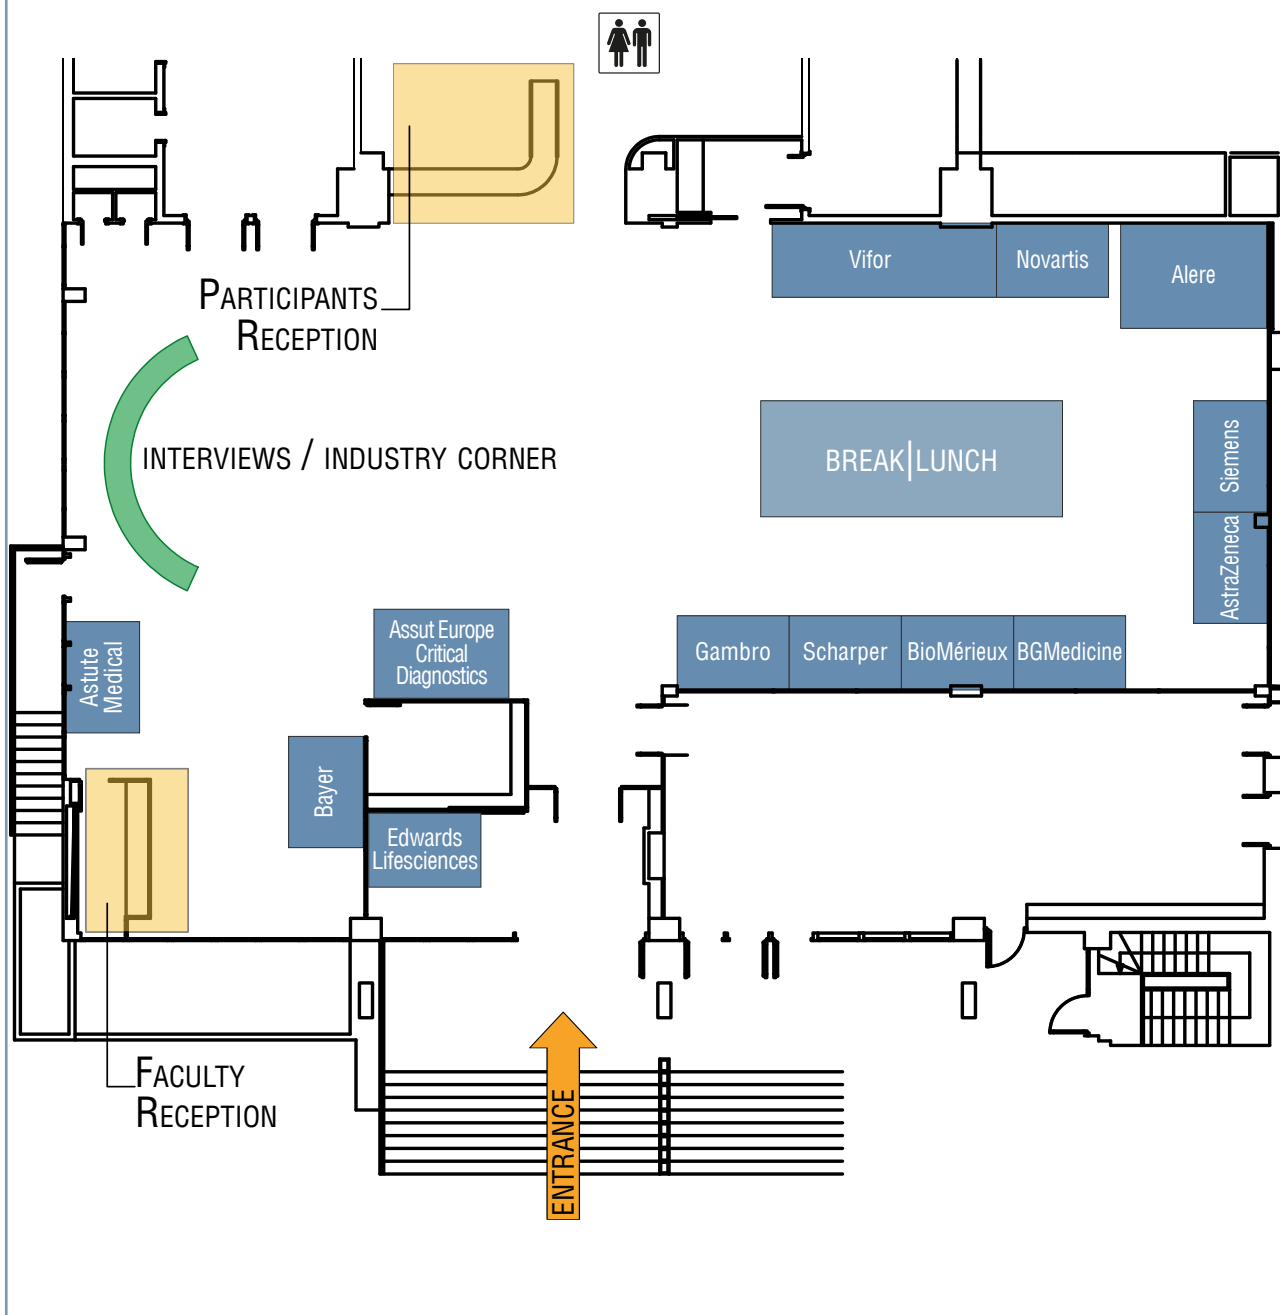 Vifor
Novartis
Alere
PARTICIPANTS
RECEPTION
INTERVIEWS / INDUSTRY CORNER
BREAK|LUNCH
Siemens
AstraZeneca
Assut Europe
Critical
Diagnostics
Gambro
Scharper
BioMérieux
BGMedicine
Astute
Medical
Bayer
Edwards
Lifesciences
FACULTY
RECEPTION
ENTRANCE